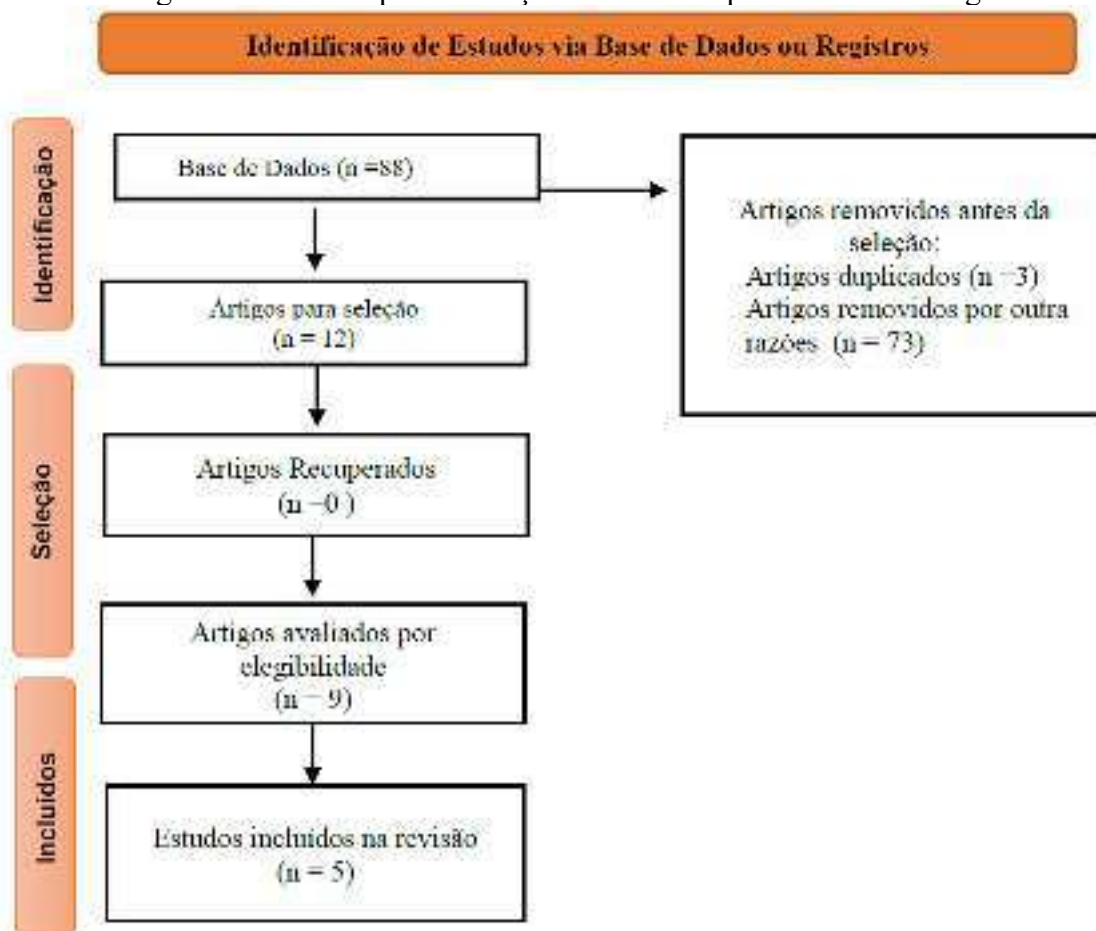 Identificação de Estudos via Base de Dados ou Registros
Identificação
Base de Dados (n =88)
Artigos removidos antes da
seleção:
Artigos duplicados (n =3)
Artigos removidos por outra
razões (n = 73)
Artigos para seleção
(n = 12)
Seleção
Artigos Recuperados
(n =0 )
Artigos avaliados por
elegibilidade
(n = 9)
Incluídos
Estudos incluídos na revisão
(n = 5)